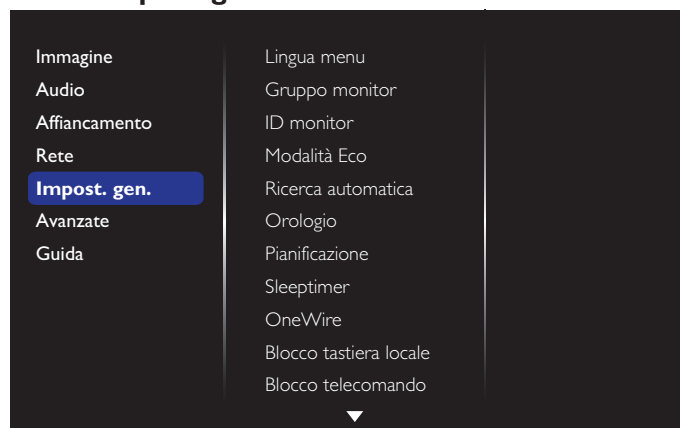 Immagine
Audio
Affiancamento
Rete
Impost. gen.
Avanzate
Guida
Lingua menu
Gruppo monitor
ID monitor
Modalità Eco
Ricerca automatica
Orologio
Pianificazione
Sleeptimer
OneWire
Blocco tastiera locale
Blocco telecomando